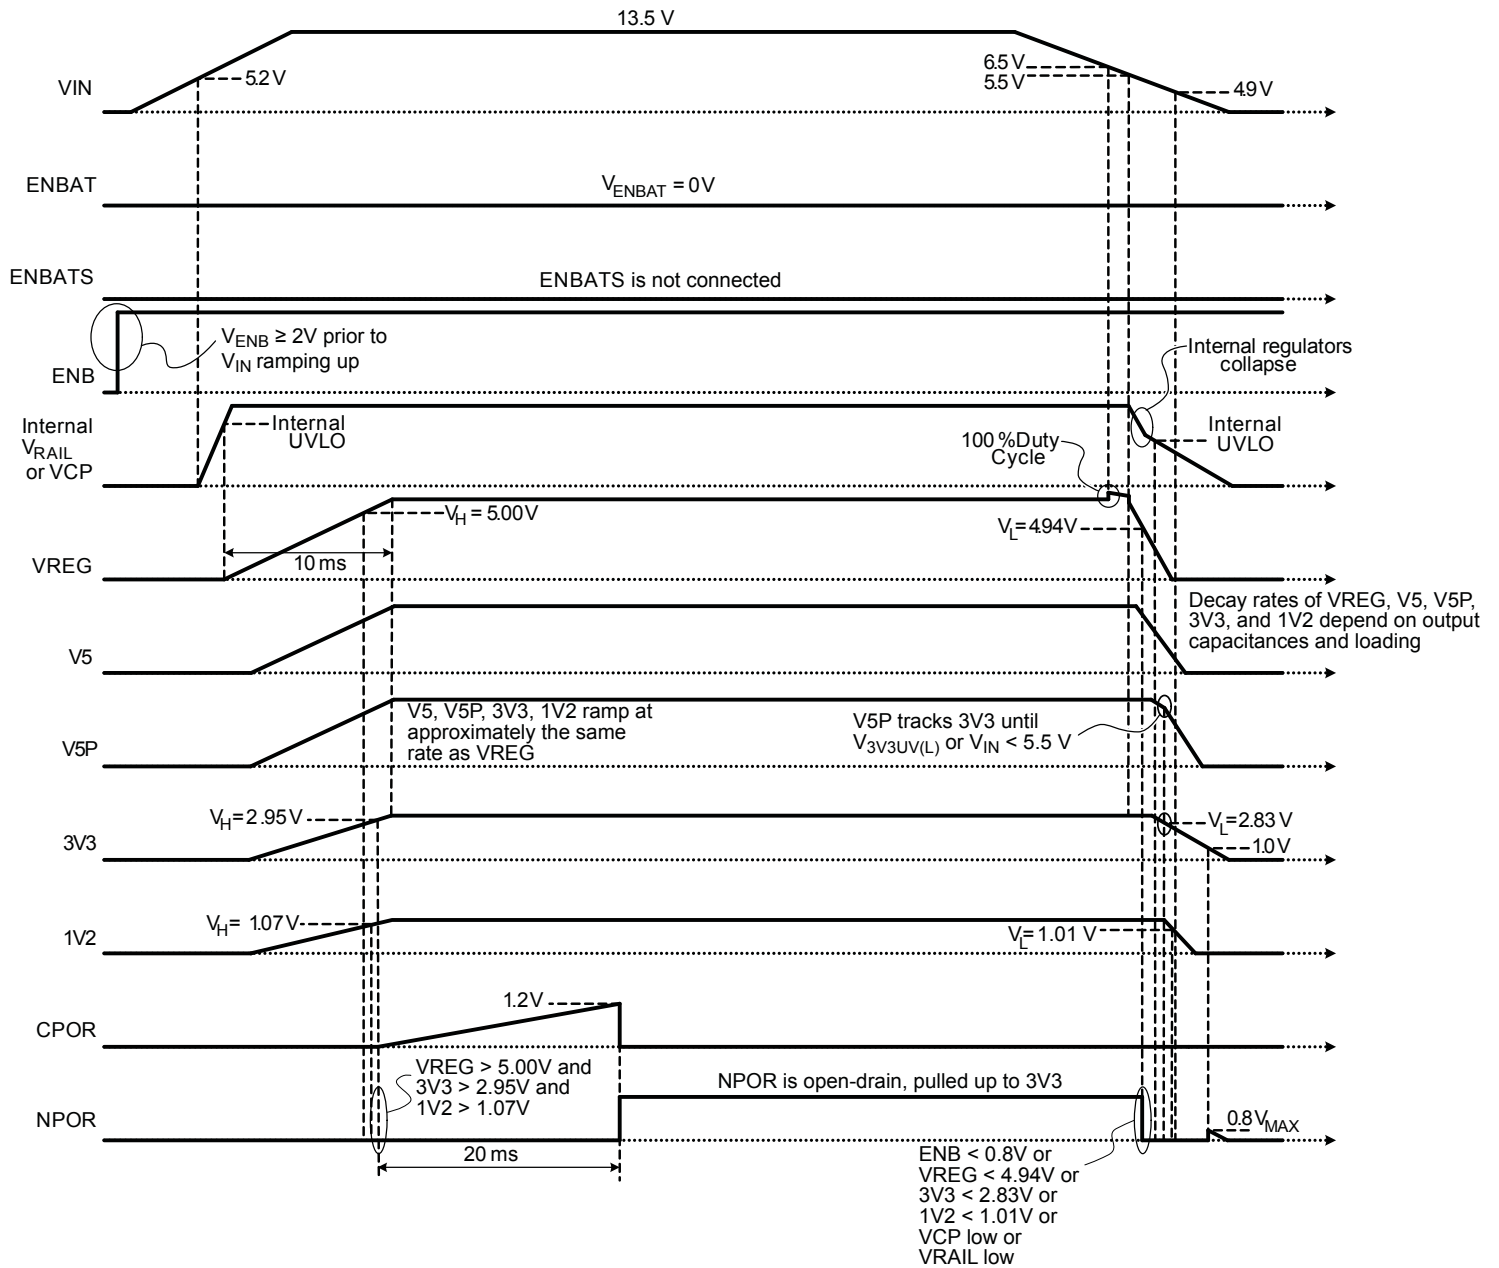 13.5 V
VIN
5.2 V
6.5 V
5.5 V
4.9 V
ENBAT
VENBAT = 0V
ENBATS
ENBATS is not connected
VENB ≥ 2V prior to
VIN ramping up
ENB
Internal regulators
collapse
Internal
VRAIL
or VCP
Internal
UVLO
100 %Duty
Cycle
Internal
UVLO
VH = 5.00V
VL=4.94V
VREG
10 ms
Decay rates of VREG, V5, V5P,
3V3, and 1V2 depend on output
capacitances and loading
V5
V5P
V5, V5P, 3V3, 1V2 ramp at
approximately the same
rate as VREG
V5P tracks 3V3 until
V3V3UV(L) or VIN < 5.5 V
VH=2.95V
VL=2.83 V
3V3
1.0V
VH= 1.07V
VL=1.01 V
1V2
1.2V
CPOR
VREG > 5.00V and
3V3 > 2.95V and
1V2 > 1.07V
NPOR is open-drain, pulled up to 3V3
NPOR
0.8VMAX
20 ms
ENB < 0.8V or
VREG < 4.94V or
3V3 < 2.83V or
1V2 < 1.01V or
VCP low or
VRAIL low